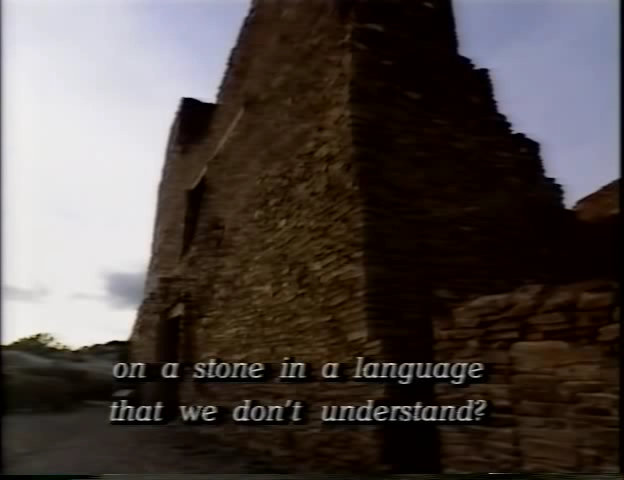 on a stone in a language
that we don't understand?